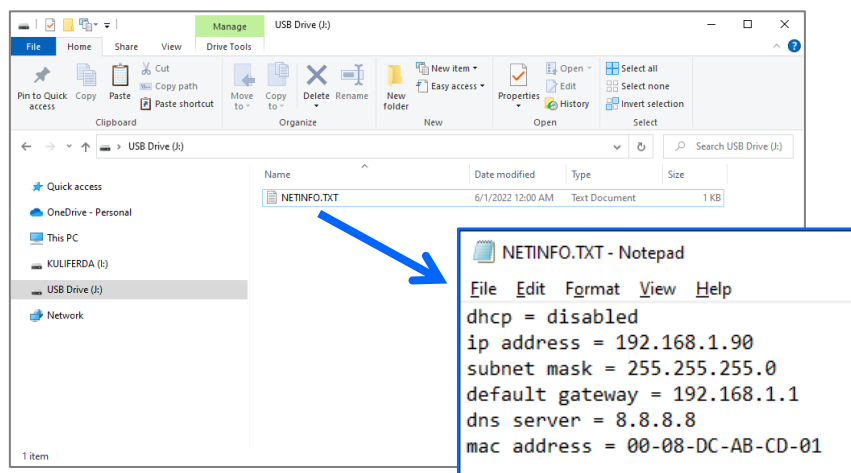 Manage USB Drive (J:)
File Home Share View Drive Tools
Pin to Quick access
Copy
Paste
Cut
Copy path
Paste shortcut
Clipboard
Move to
Copy to
Delete
Rename
Organize
New folder
New item
Easy access
New
Properties
Open
Edit
History
Open
Select all
Select none
Invert selection
Select
USB Drive (J:)
Search USB Drive (J:)
Quick access
OneDrive - Personal
This PC
KULIFERDA (I:)
USB Drive (J:)
Network
Name Date modified Type Size
NETINFO.TXT 6/1/2022 12:00 AM Text Document 1 KB
1 item
NETINFO.TXT - Notepad
File Edit Format View Help
dhcp = disabled
ip address = 192.168.1.90
subnet mask = 255.255.255.0
default gateway = 192.168.1.1
dns server = 8.8.8.8
mac address = 00-08-DC-AB-CD-01